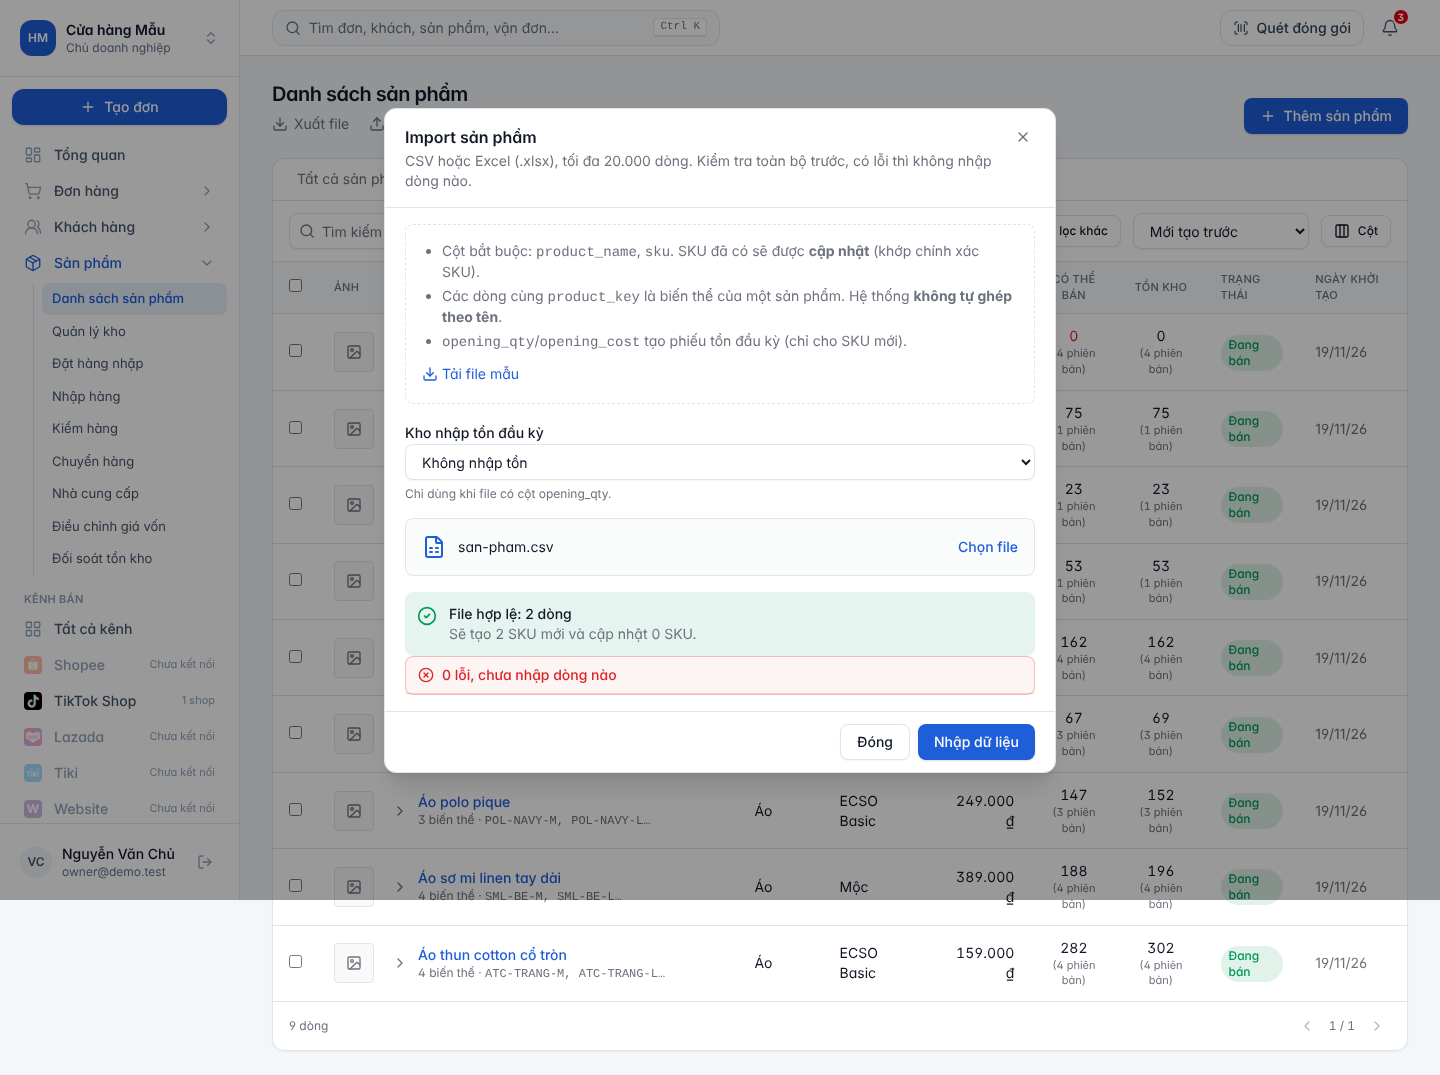 HM
Cửa hàng Mẫu
Chủ doanh nghiệp
Tìm đơn, khách, sản phẩm, vận đơn...
Ctrl K
Quét đóng gói
3
Tạo đơn
Tổng quan
Đơn hàng
Khách hàng
Sản phẩm
Danh sách sản phẩm
Quản lý kho
Đặt hàng nhập
Nhập hàng
Kiểm hàng
Chuyển hàng
Nhà cung cấp
Điều chỉnh giá vốn
Đối soát tồn kho
KÊNH BÁN
Tất cả kênh
Shopee
Chưa kết nối
TikTok Shop
1 shop
Lazada
Chưa kết nối
Tiki
Chưa kết nối
W
Website
Chưa kết nối
VC
Nguyễn Văn Chủ
owner@demo.test
Danh sách sản phẩm
Xuất file
Thêm sản phẩm
Tất cả sản ph
Tìm kiếm
lọc khác
Mới tạo trước
Cột
Import sản phẩm
CSV hoặc Excel (.xlsx), tối đa 20.000 dòng. Kiểm tra toàn bộ trước, có lỗi thì không nhập
dòng nào.
Cột bắt buộc: product_name, sku. SKU đã có sẽ được cập nhật (khớp chính xác
SKU).
Các dòng cùng product_key là biến thể của một sản phẩm. Hệ thống không tự ghép
theo tên.
opening_qty/opening_cost tạo phiếu tồn đầu kỳ (chỉ cho SKU mới).
Tải file mẫu
Kho nhập tồn đầu kỳ
Không nhập tồn
Chỉ dùng khi file có cột opening_qty.
san-pham.csv
Chọn file
File hợp lệ: 2 dòng
Sẽ tạo 2 SKU mới và cập nhật 0 SKU.
0 lỗi, chưa nhập dòng nào
Đóng
Nhập dữ liệu
ẢNH
CÓ THỂ
BÁN
TỒN KHO
TRẠNG
THÁI
NGÀY KHỞI
TẠO
0
(4 phiên
bản)
0
(4 phiên
bản)
Đang
bán
19/11/26
75
(1 phiên
bản)
75
(1 phiên
bản)
Đang
bán
19/11/26
23
(1 phiên
bản)
23
(1 phiên
bản)
Đang
bán
19/11/26
53
(1 phiên
bản)
53
(1 phiên
bản)
Đang
bán
19/11/26
162
(4 phiên
bản)
162
(4 phiên
bản)
Đang
bán
19/11/26
67
(3 phiên
bản)
69
(3 phiên
bản)
Đang
bán
19/11/26
Áo polo pique
3 biến thể · POL-NAVY-M, POL-NAVY-L…
Áo
ECSO
Basic
249.000
₫
147
(3 phiên
bản)
152
(3 phiên
bản)
Đang
bán
19/11/26
Áo sơ mi linen tay dài
4 biến thể · SML-BE-M, SML-BE-L…
Áo
Mộc
389.000
₫
188
(4 phiên
bản)
196
(4 phiên
bản)
Đang
bán
19/11/26
Áo thun cotton cổ tròn
4 biến thể · ATC-TRANG-M, ATC-TRANG-L…
Áo
ECSO
Basic
159.000
₫
282
(4 phiên
bản)
302
(4 phiên
bản)
Đang
bán
19/11/26
9 dòng
1 / 1